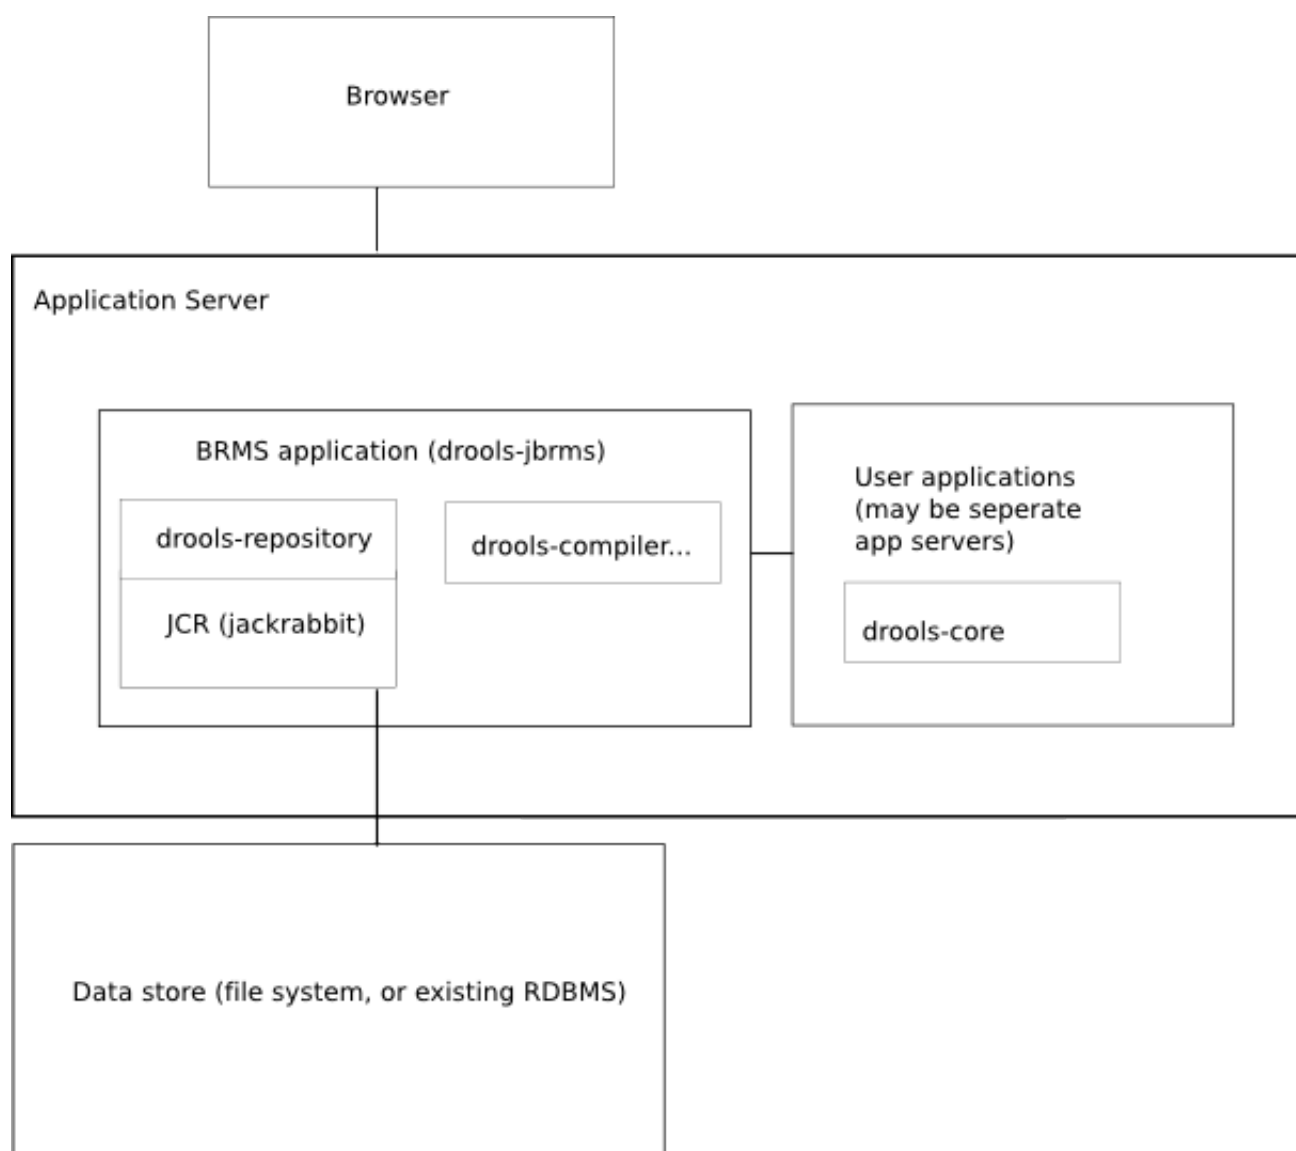 Browser
Application Server
BRMS application (drools-jbrms)
drools-repository
drools-compiler...
JCR (jackrabbit)
User applications
(may be seperate
app servers)
drools-core
Data store (file system, or existing RDBMS)